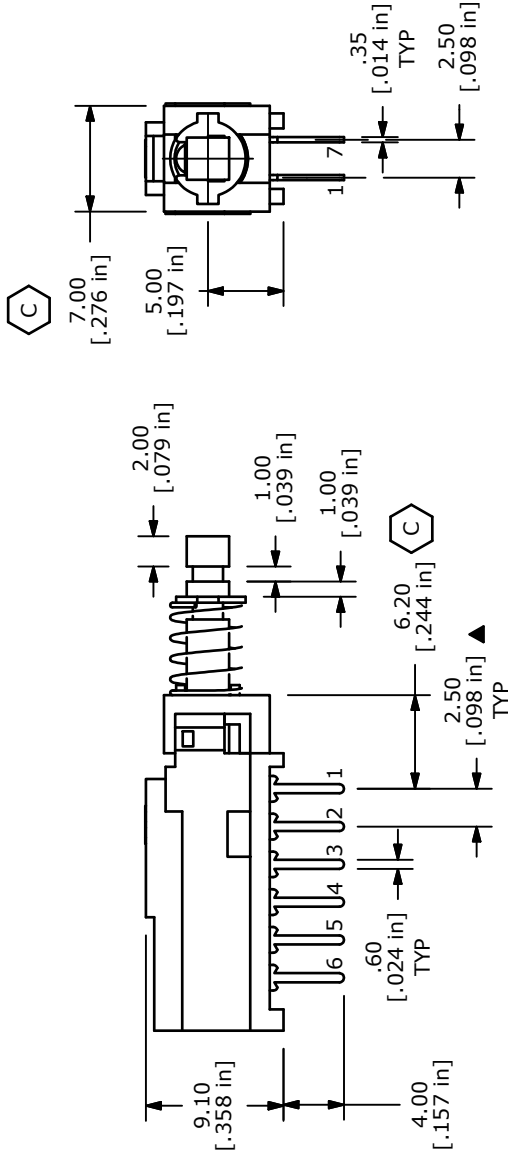 C
7.00
[.276 in]
5.00
[.197 in]
.35
[.014 in]
TYP
2.50
[.098 in]
7
1
2.00
[.079 in]
1.00
[.039 in]
1.00
[.039 in]
C
6.20
[.244 in]
2.50
[.098 in] ▲
TYP
1
2
3
4
5
6
.60
[.024 in]
TYP
9.10
[.358 in]
4.00
[.157 in]